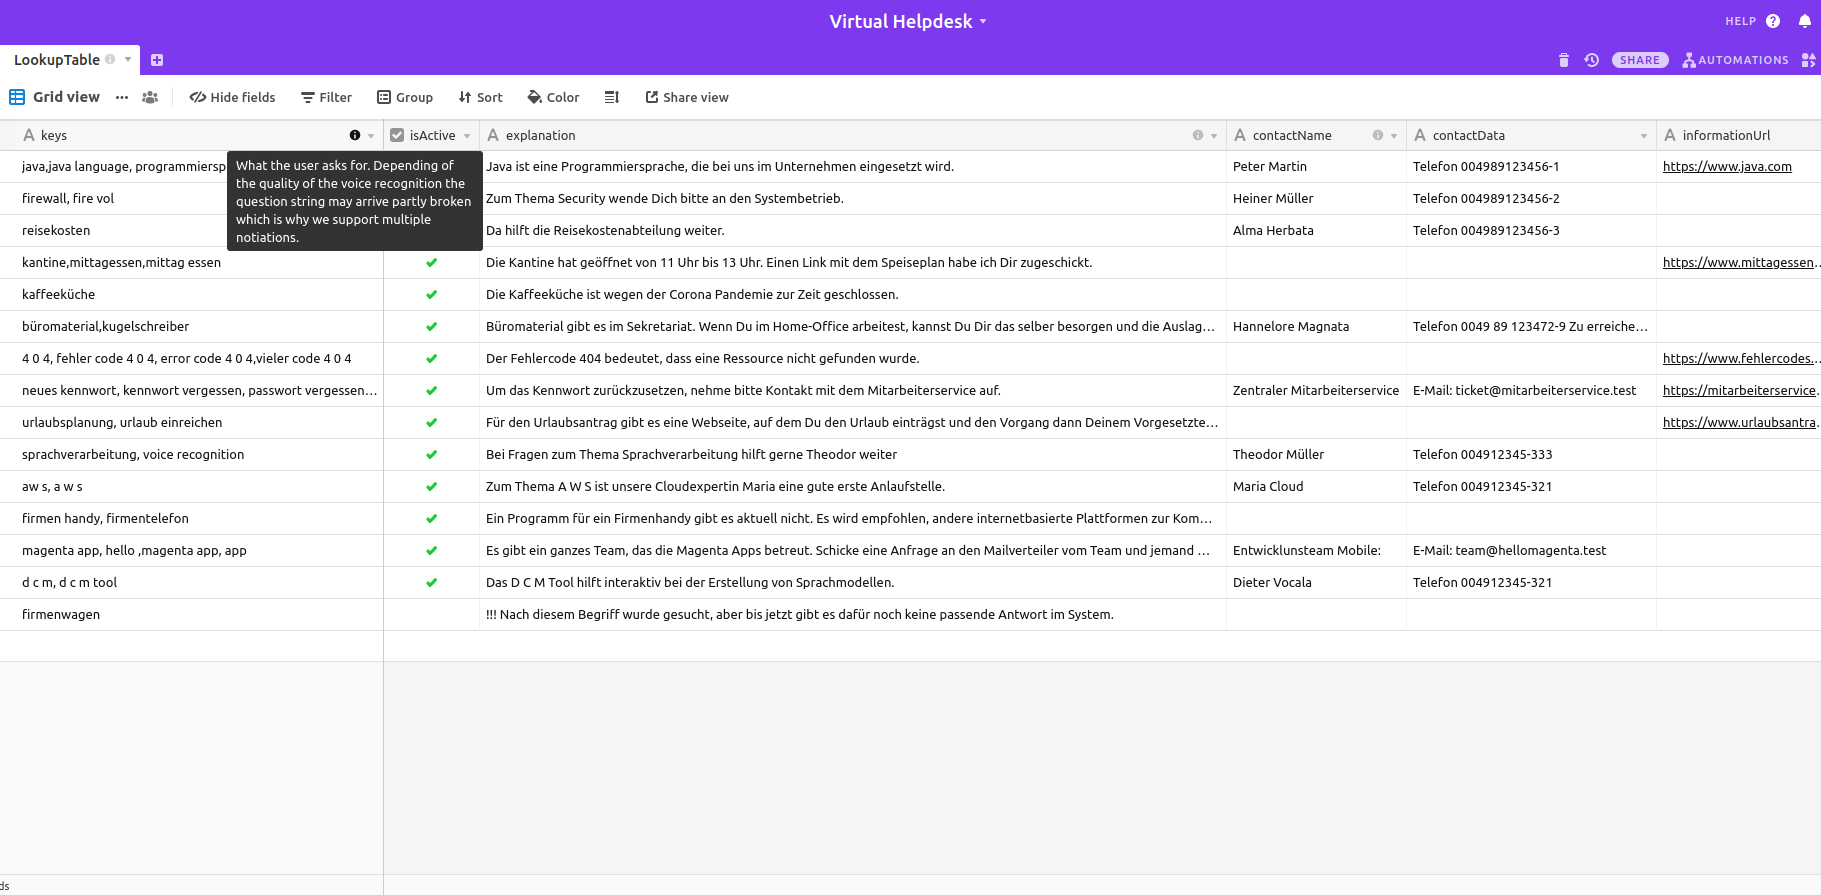 Virtual Helpdesk
HELP
LookupTable
SHARE
AUTOMATIONS
Grid view
Hide fields
Filter
Group
Sort
Color
Share view
keys isActive explanation contactName contactData informationUrl
java,java language, programmiersp Java ist eine Programmiersprache, die bei uns im Unternehmen eingesetzt wird. Peter Martin Telefon 004989123456-1 https://www.java.com
What the user asks for. Depending of
the quality of the voice recognition the
question string may arrive partly broken
which is why we support multiple
notiations.
firewall, fire vol Zum Thema Security wende Dich bitte an den Systembetrieb. Heiner Müller Telefon 004989123456-2
reisekosten Da hilft die Reisekostenabteilung weiter. Alma Herbata Telefon 004989123456-3
kantine,mittagessen,mittag essen Die Kantine hat geöffnet von 11 Uhr bis 13 Uhr. Einen Link mit dem Speiseplan habe ich Dir zugeschickt. https://www.mittagessen...
kaffeeküche Die Kaffeeküche ist wegen der Corona Pandemie zur Zeit geschlossen.
büromaterial,kugelschreiber Büromaterial gibt es im Sekretariat. Wenn Du im Home-Office arbeitest, kannst Du Dir das selber besorgen und die Auslag... Hannelore Magnata Telefon 0049 89 123472-9 Zu erreiche...
4 0 4, fehler code 4 0 4, error code 4 0 4,vieler code 4 0 4 Der Fehlercode 404 bedeutet, dass eine Ressource nicht gefunden wurde. https://www.fehlercodes...
neues kennwort, kennwort vergessen, passwort vergessen... Um das Kennwort zurückzusetzen, nehme bitte Kontakt mit dem Mitarbeiterservice auf. Zentraler Mitarbeiterservice E-Mail: ticket@mitarbeiterservice.test https://mitarbeiterservice.
urlaubsplanung, urlaub einreichen Für den Urlaubsantrag gibt es eine Webseite, auf dem Du den Urlaub einträgst und den Vorgang dann Deinem Vorgesetzte... https://www.urlaubsantra.
sprachverarbeitung, voice recognition Bei Fragen zum Thema Sprachverarbeitung hilft gerne Theodor weiter Theodor Müller Telefon 004912345-333
aw s, a w s Zum Thema A W S ist unsere Cloudexpertin Maria eine gute erste Anlaufstelle. Maria Cloud Telefon 004912345-321
firmen handy, firmentelefon Ein Programm für ein Firmenhandy gibt es aktuell nicht. Es wird empfohlen, andere internetbasierte Plattformen zur Kom...
magenta app, hello ,magenta app, app Es gibt ein ganzes Team, das die Magenta Apps betreut. Schicke eine Anfrage an den Mailverteiler vom Team und jemand ... Entwicklunsteam Mobile: E-Mail: team@hellomagenta.test
d c m, d c m tool Das D C M Tool hilft interaktiv bei der Erstellung von Sprachmodellen. Dieter Vocala Telefon 004912345-321
firmenwagen !!! Nach diesem Begriff wurde gesucht, aber bis jetzt gibt es dafür noch keine passende Antwort im System.
ds